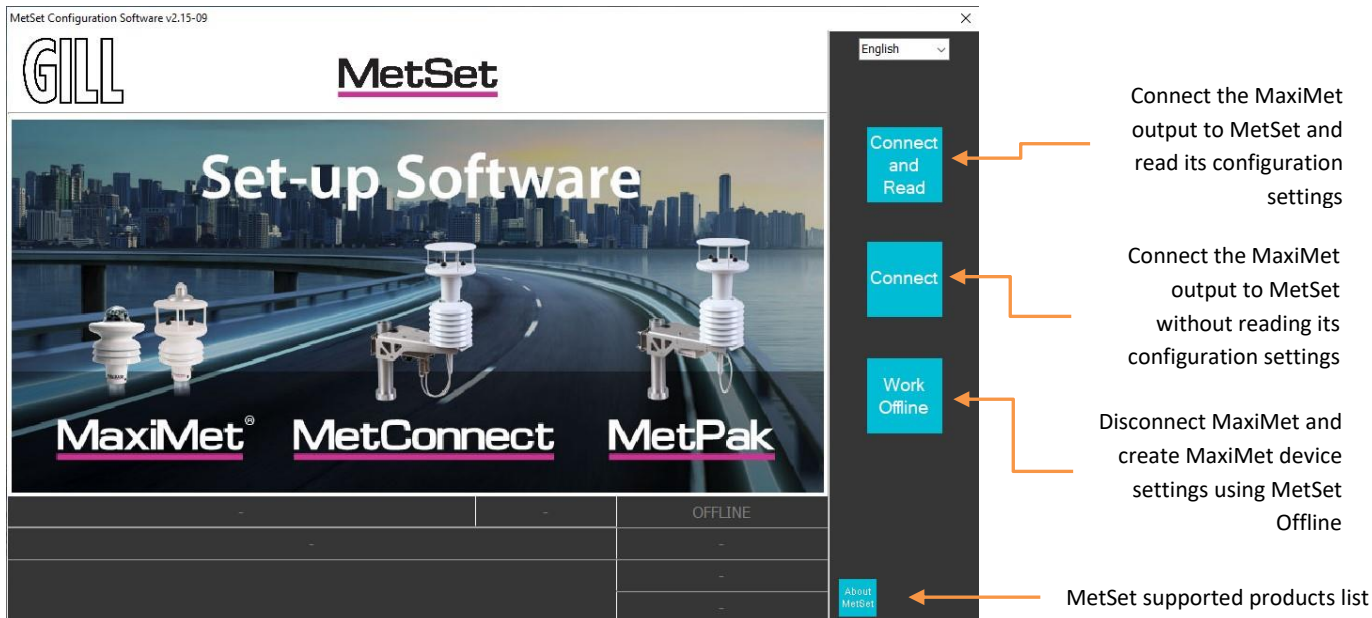 MetSet Configuration Software v2.15-09
GILL
MetSet
English
Set-up Software
MaxiMet®
MetConnect
MetPak
-
-
OFFLINE
-
-
-
-
Connect
and
Read
Connect
Work
Offline
About
MetSet
Connect the MaxiMet
output to MetSet and
read its configuration
settings
Connect the MaxiMet
output to MetSet
without reading its
configuration settings
Disconnect MaxiMet and
create MaxiMet device
settings using MetSet
Offline
MetSet supported products list